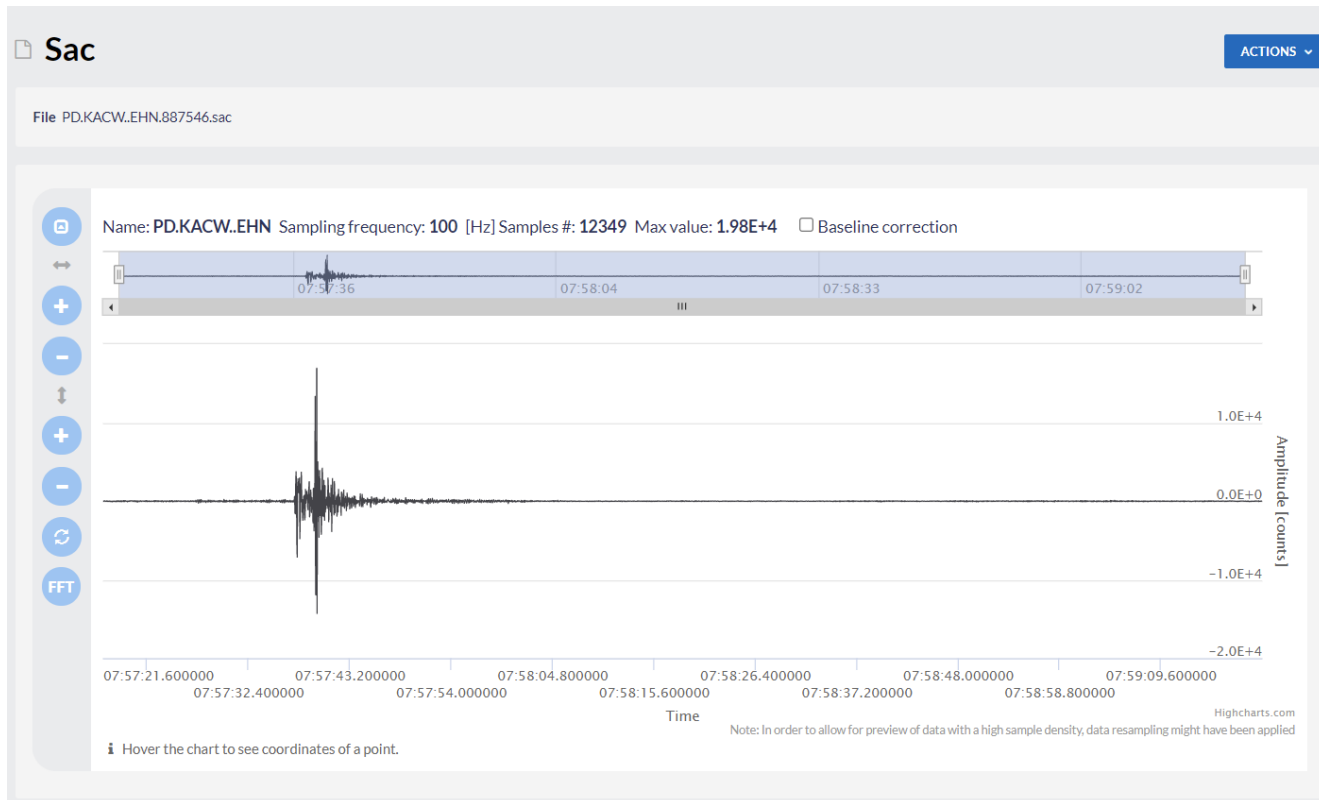 Sac
ACTIONS
File PD.KACW..EHN.887546.sac
Name: PD.KACW..EHN Sampling frequency: 100 [Hz] Samples #: 12349 Max value: 1.98E+4 Baseline correction
07:57:36 07:58:04 07:58:33 07:59:02
1.0E+4
0.0E+0
−1.0E+4
−2.0E+4
Amplitude [counts]
FFT
07:57:21.600000 07:57:43.200000 07:58:04.800000 07:58:26.400000 07:58:48.000000 07:59:09.600000
07:57:32.400000 07:57:54.000000 07:58:15.600000 07:58:37.200000 07:58:58.800000
Time
Highcharts.com
Note: In order to allow for preview of data with a high sample density, data resampling might have been applied
Hover the chart to see coordinates of a point.